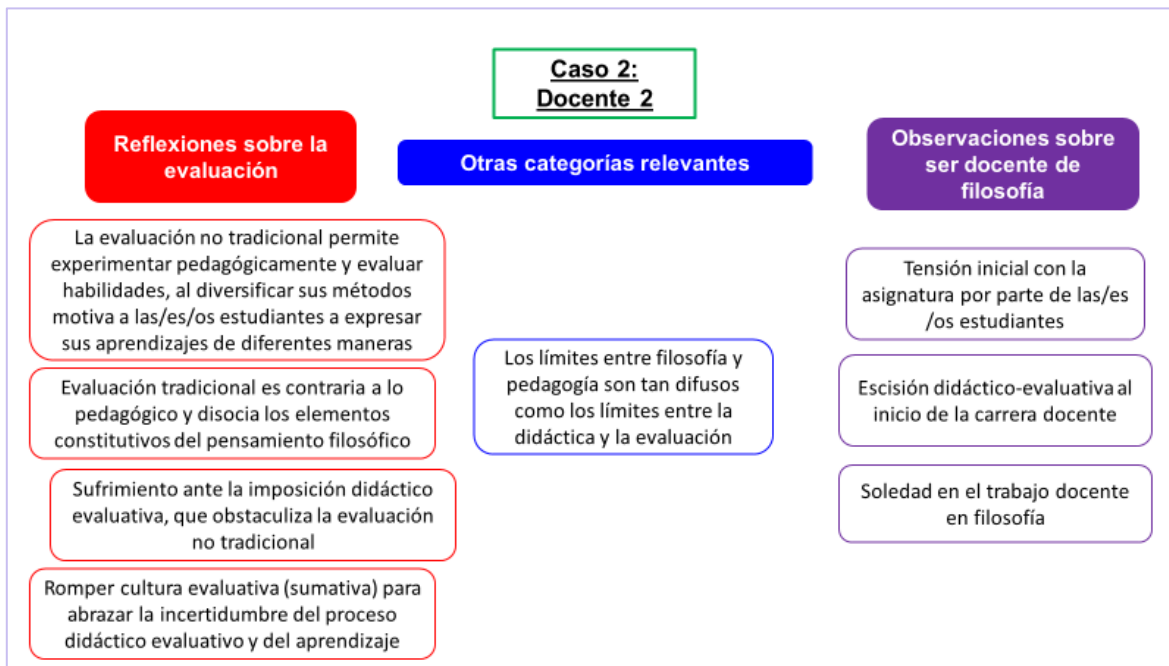 Caso 2:
Docente 2
Reflexiones sobre la
evaluación
La evaluación no tradicional permite
experimentar pedagógicamente y evaluar
habilidades, al diversificar sus métodos
motiva a las/es/os estudiantes a expresar
sus aprendizajes de diferentes maneras
Evaluación tradicional es contraria a lo
pedagógico y disocia los elementos
constitutivos del pensamiento filosófico
Sufrimiento ante la imposición didáctico
evaluativa, que obstaculiza la evaluación
no tradicional
Romper cultura evaluativa (sumativa) para
abrazar la incertidumbre del proceso
didáctico evaluativo y del aprendizaje
Otras categorías relevantes
Los límites entre filosofía y
pedagogía son tan difusos
como los límites entre la
didáctica y la evaluación
Observaciones sobre
ser docente de
filosofía
Tensión inicial con la
asignatura por parte de las/es
/os estudiantes
Escisión didáctico-evaluativa al
inicio de la carrera docente
Soledad en el trabajo docente
en filosofía